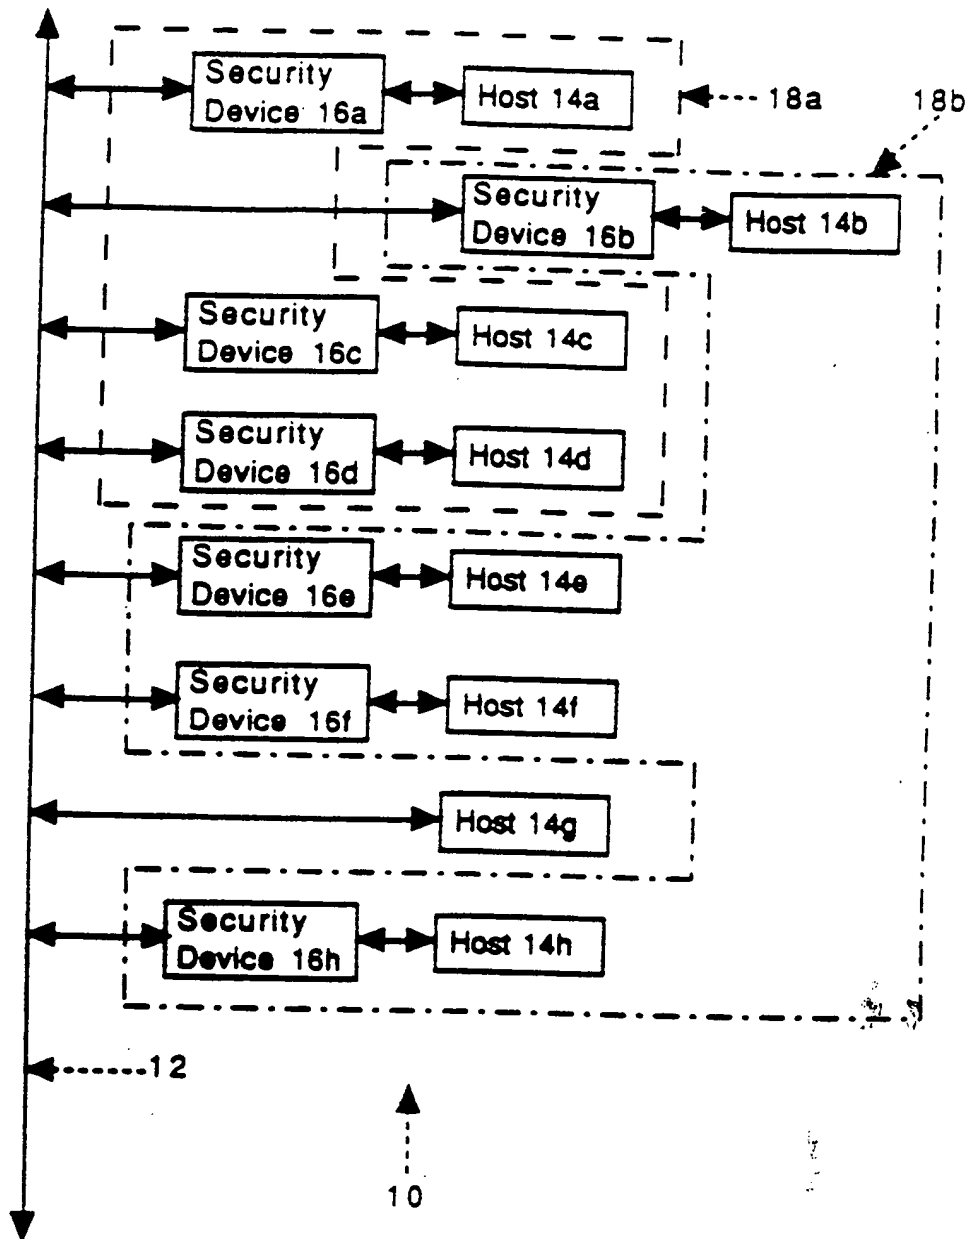 Security
Device 16a
Host 14a
18a
18b
Security
Device 16b
Host 14b
Security
Device 16c
Host 14c
Security
Device 16d
Host 14d
Security
Device 16e
Host 14e
Security
Device 16f
Host 14f
Host 14g
Security
Device 16h
Host 14h
12
10